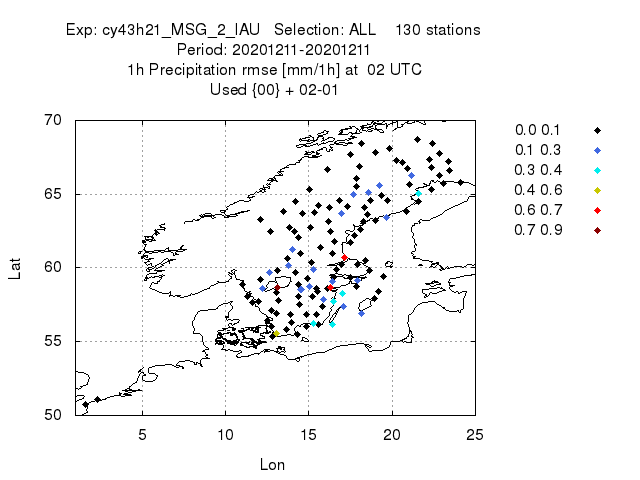 Exp: cy43h21_MSG_2_IAU Selection: ALL 130 stations
Period: 20201211-20201211
1h Precipitation rmse [mm/1h] at 02 UTC
Used {00} + 02-01
70
65
60
55
50
Lat
5
10
15
20
25
Lon
0.0 0.1
0.1 0.3
0.3 0.4
0.4 0.6
0.6 0.7
0.7 0.9